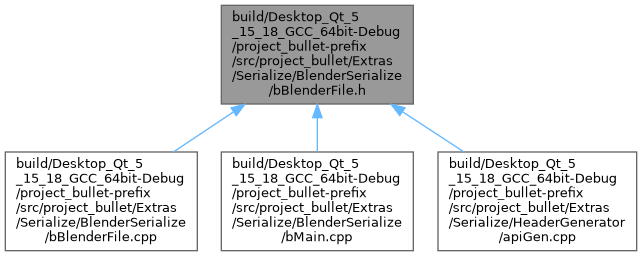 build/Desktop_Qt_5
_15_18_GCC_64bit-Debug
/project_bullet-prefix
/src/project_bullet/Extras
/Serialize/BlenderSerialize
/bBlenderFile.h
build/Desktop_Qt_5
_15_18_GCC_64bit-Debug
/project_bullet-prefix
/src/project_bullet/Extras
/Serialize/BlenderSerialize
/bBlenderFile.cpp
build/Desktop_Qt_5
_15_18_GCC_64bit-Debug
/project_bullet-prefix
/src/project_bullet/Extras
/Serialize/BlenderSerialize
/bMain.cpp
build/Desktop_Qt_5
_15_18_GCC_64bit-Debug
/project_bullet-prefix
/src/project_bullet/Extras
/Serialize/HeaderGenerator
/apiGen.cpp